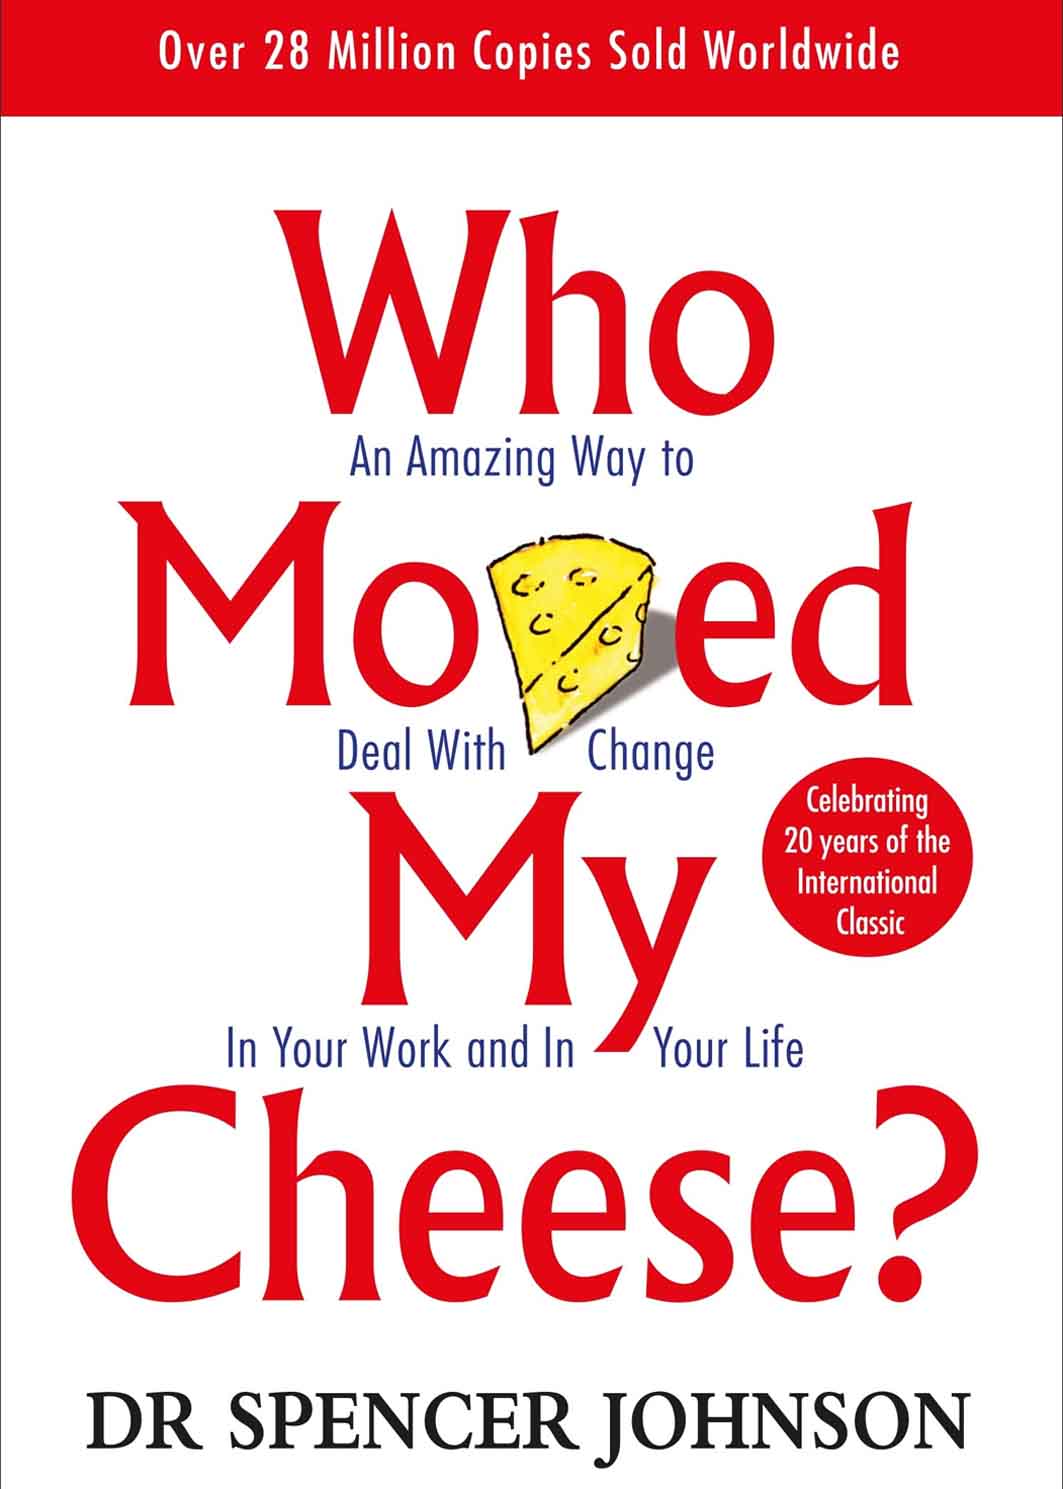 Over 28 Million Copies Sold Worldwide
Who
An Amazing Way to
Moved
Deal With Change
My
Celebrating
20 years of the
International
Classic
In Your Work and In Your Life
Cheese?
DR SPENCER JOHNSON